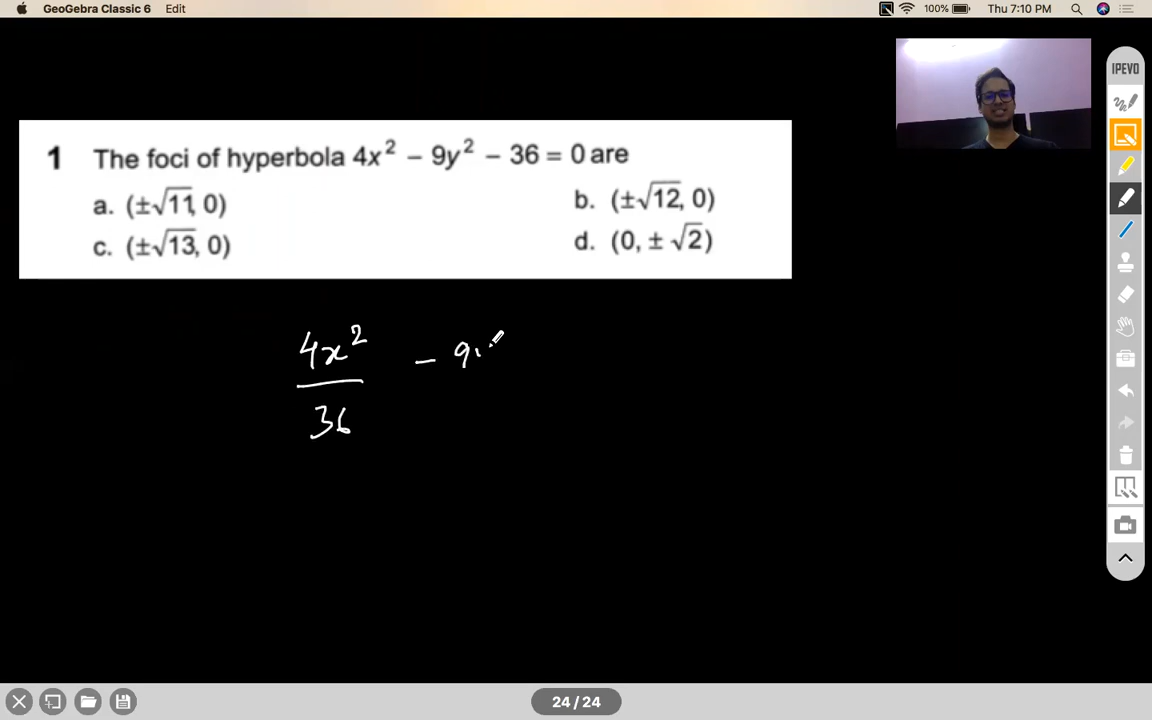 GeoGebra Classic 6 Edit 100% Thu 7:10 PM
IPEVO
1 The foci of hyperbola 4x² − 9y² − 36 = 0 are
a. (±√11, 0) b. (±√12, 0)
c. (±√13, 0) d. (0, ± √2)
4x² − 9
36
24 / 24